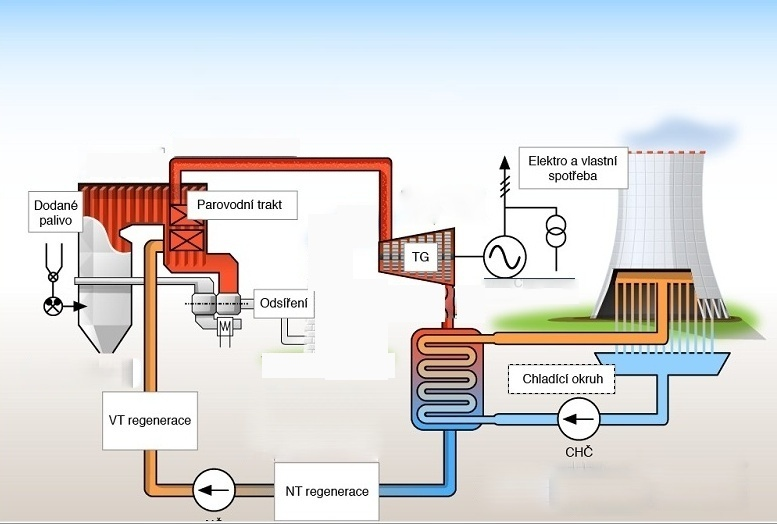 Elektro a vlastní
spotřeba
Dodané
palivo
Parovodní trakt
TG
Odsíření
M
Chladící okruh
VT regenerace
CHČ
NT regenerace